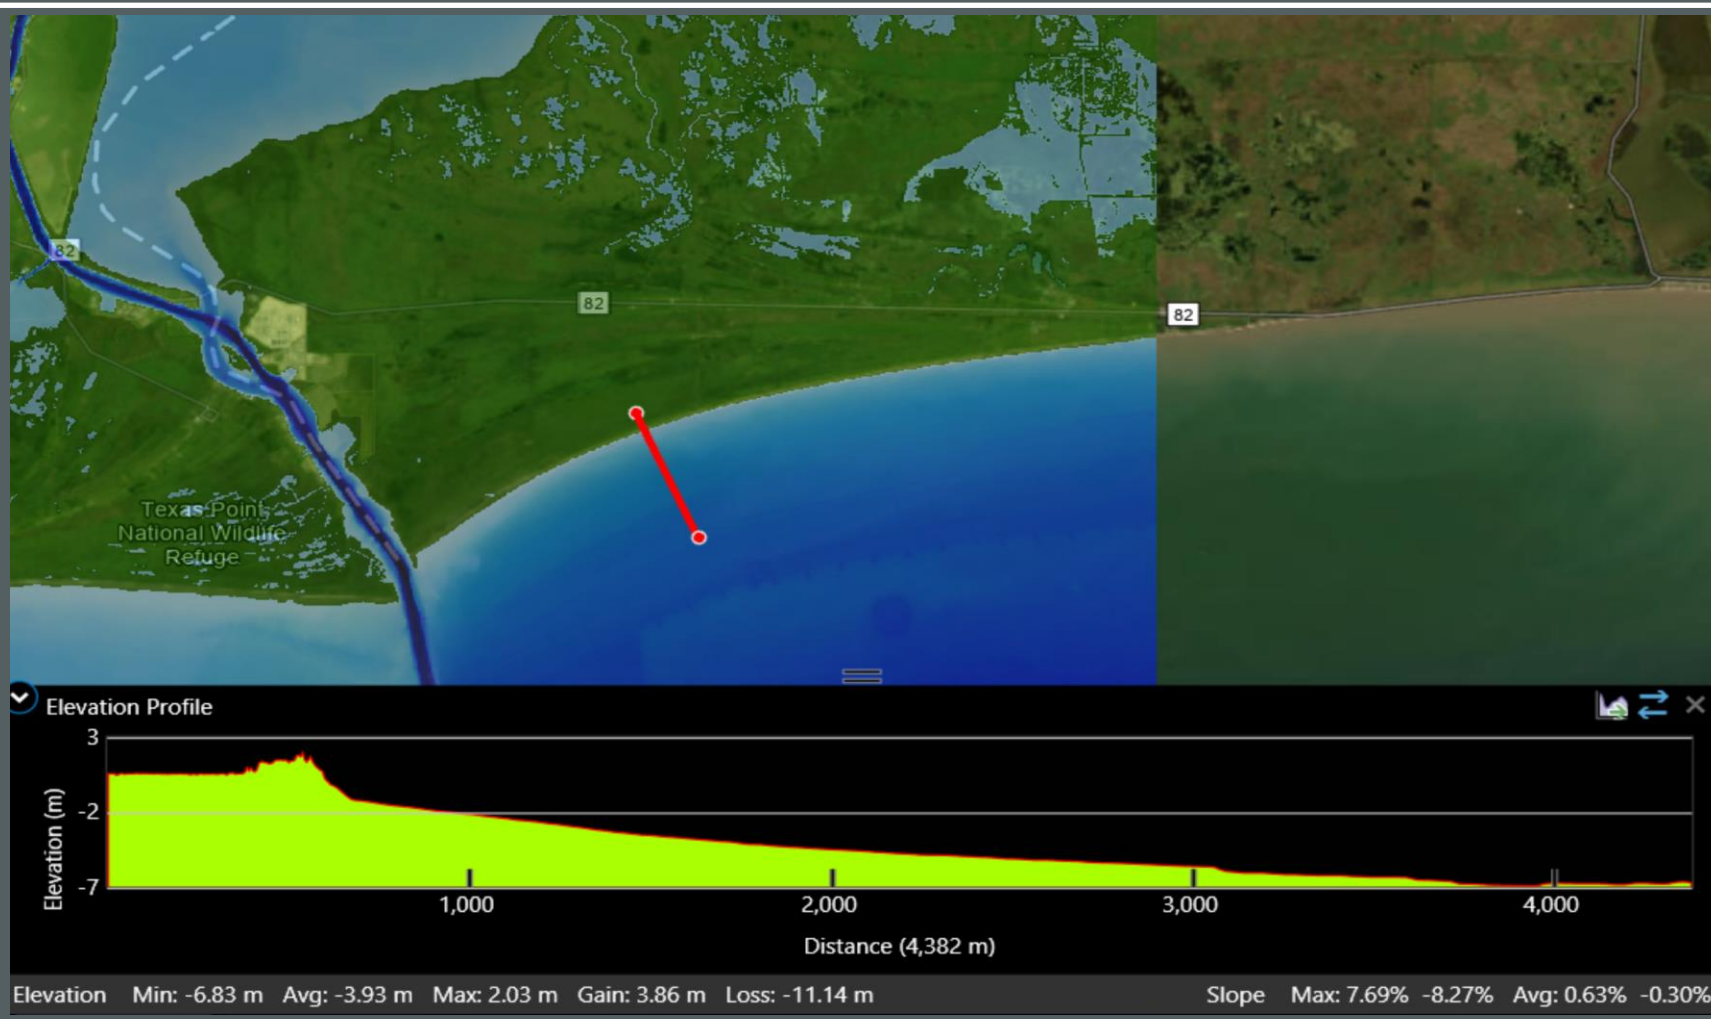 82
82
82
Texas Point
National Wildlife
Refuge
Elevation Profile
3
-2
-7
Elevation (m)
1,000
2,000
3,000
4,000
Distance (4,382 m)
Elevation Min: -6.83 m Avg: -3.93 m Max: 2.03 m Gain: 3.86 m Loss: -11.14 m Slope Max: 7.69% -8.27% Avg: 0.63% -0.30%